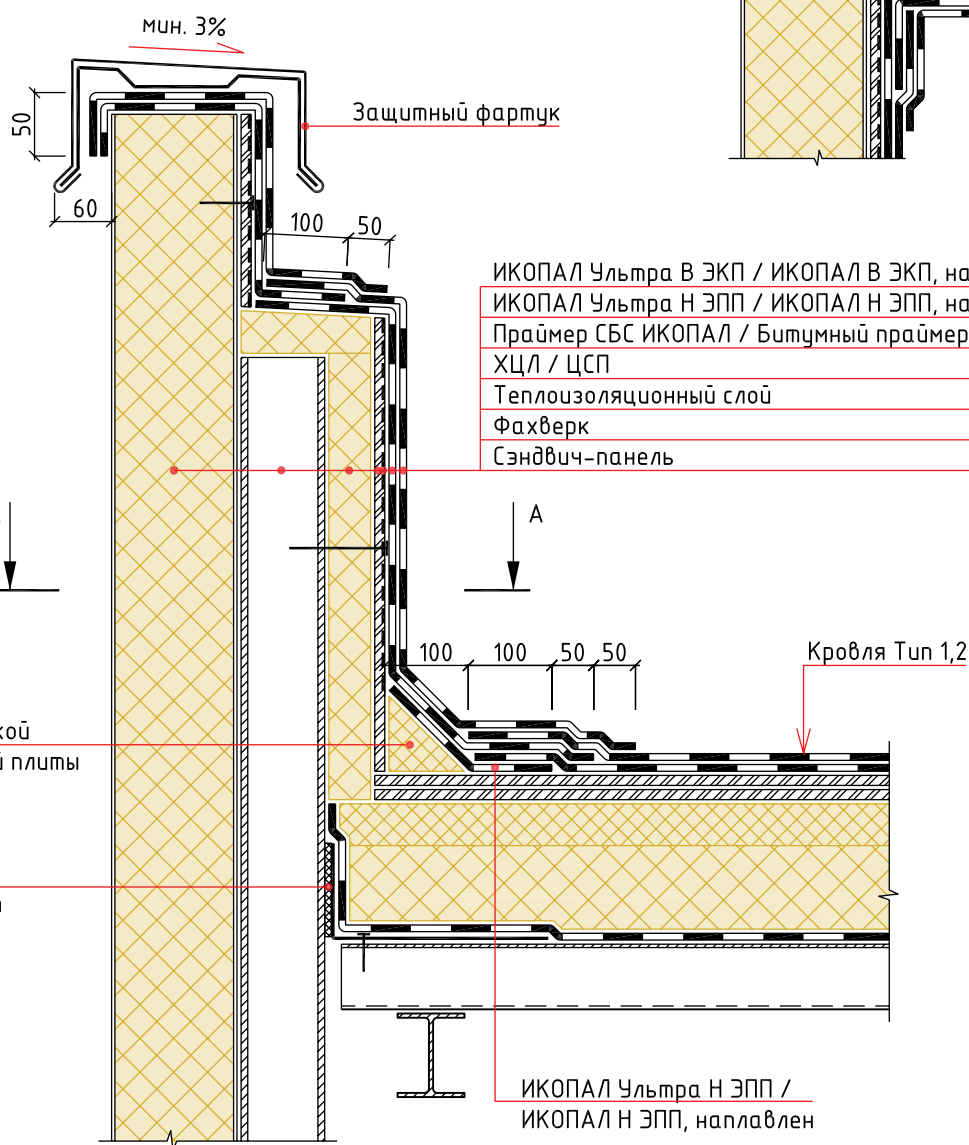 мин. 3%
50
Защитный фартук
60
100
50
ИКОПАЛ Ультра В ЭКП / ИКОПАЛ В ЭКП, на
ИКОПАЛ Ультра Н ЭПП / ИКОПАЛ Н ЭПП, на
Праймер СБС ИКОПАЛ / Битумный праймер
ХЦЛ / ЦСП
Теплоизоляционный слой
Фахверк
Сэндвич-панель
А
100
100
50
50
Кровля Тип 1,2
кой
й плиты
ИКОПАЛ Ультра Н ЭПП /
ИКОПАЛ Н ЭПП, наплавлен